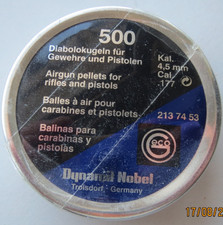 500
Diabolokugeln für
Gewehre und Pistolen
Kal.
4,5 mm
Cal.
.177
Airgun pellets for
rifles and pistols
Balles à air pour
carabines et pistolets
213 74 53
Balinas para
carabinas y
pistolas
eco
Dynamit Nobel
Troisdorf, Germany